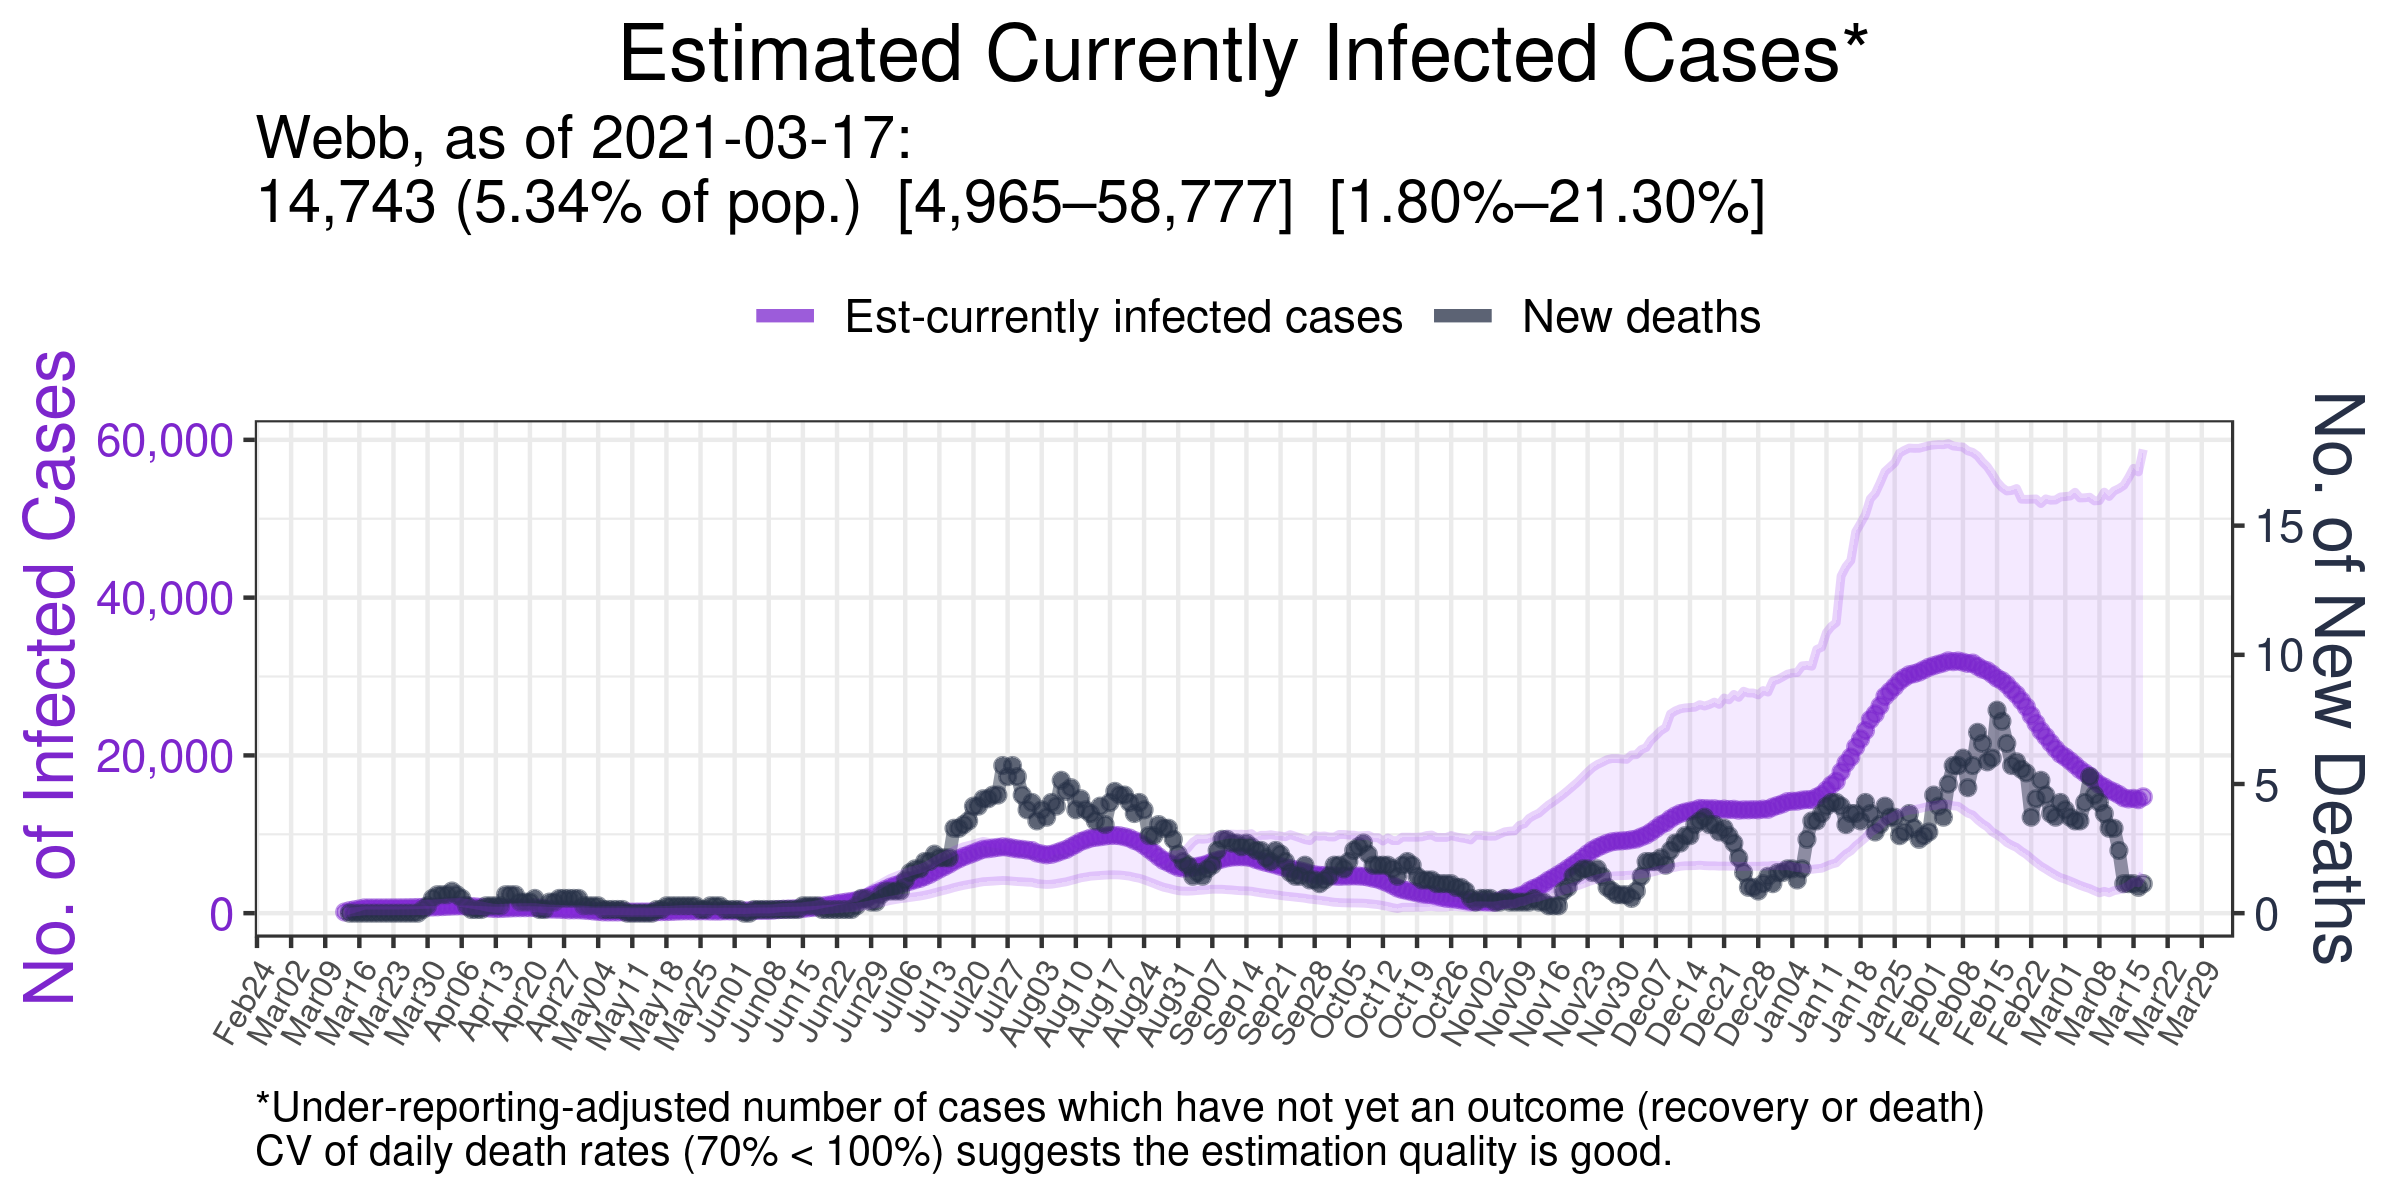 Estimated Currently Infected Cases*
Webb, as of 2021-03-17:
14,743 (5.34% of pop.)  [4,965–58,777]  [1.80%–21.30%]
Est-currently infected cases
New deaths
No. of Infected Cases
60,000
40,000
20,000
0
No. of New Deaths
15
10
5
0
Feb24
Mar02
Mar09
Mar16
Mar23
Mar30
Apr06
Apr13
Apr20
Apr27
May04
May11
May18
May25
Jun01
Jun08
Jun15
Jun22
Jun29
Jul06
Jul13
Jul20
Jul27
Aug03
Aug10
Aug17
Aug24
Aug31
Sep07
Sep14
Sep21
Sep28
Oct05
Oct12
Oct19
Oct26
Nov02
Nov09
Nov16
Nov23
Nov30
Dec07
Dec14
Dec21
Dec28
Jan04
Jan11
Jan18
Jan25
Feb01
Feb08
Feb15
Feb22
Mar01
Mar08
Mar15
Mar22
Mar29
*Under-reporting-adjusted number of cases which have not yet an outcome (recovery or death)
CV of daily death rates (70% < 100%) suggests the estimation quality is good.